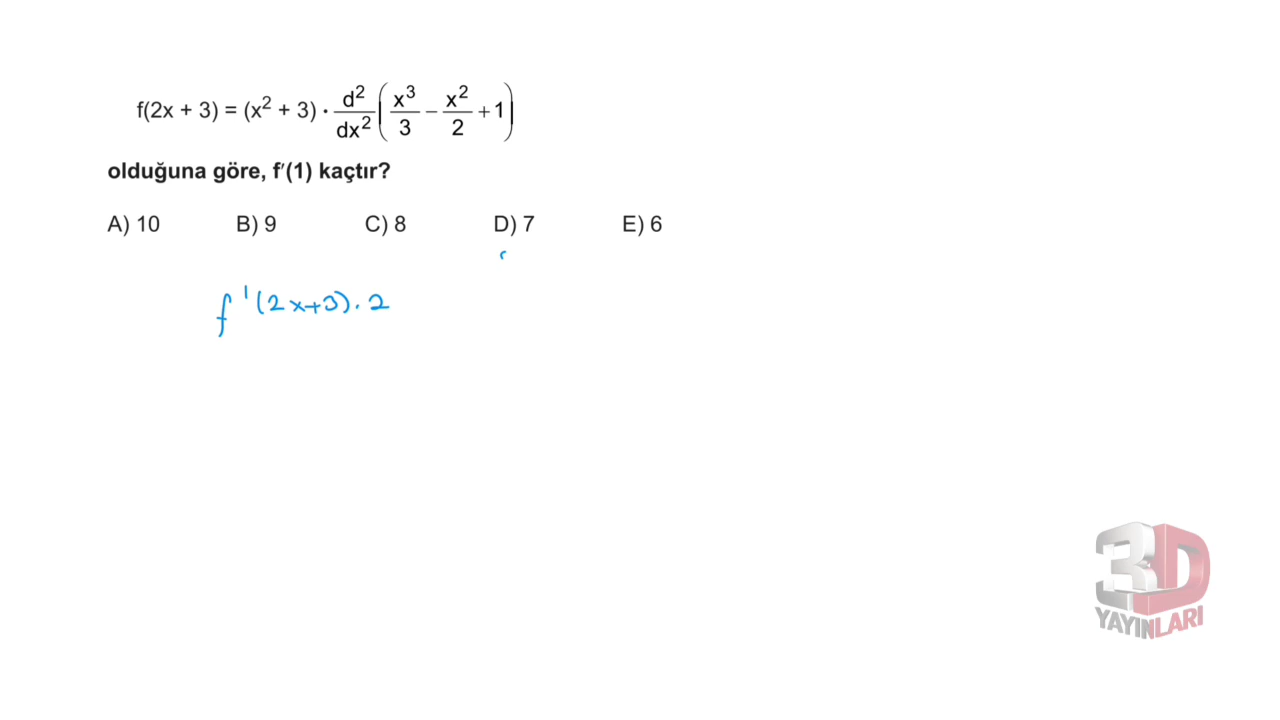 f(2x + 3) = (x² + 3) · d²/dx² (x³/3 − x²/2 + 1)
olduğuna göre, f′(1) kaçtır?
A) 10 B) 9 C) 8 D) 7 E) 6
f'(2x+3).2
3D
YAYINLARI